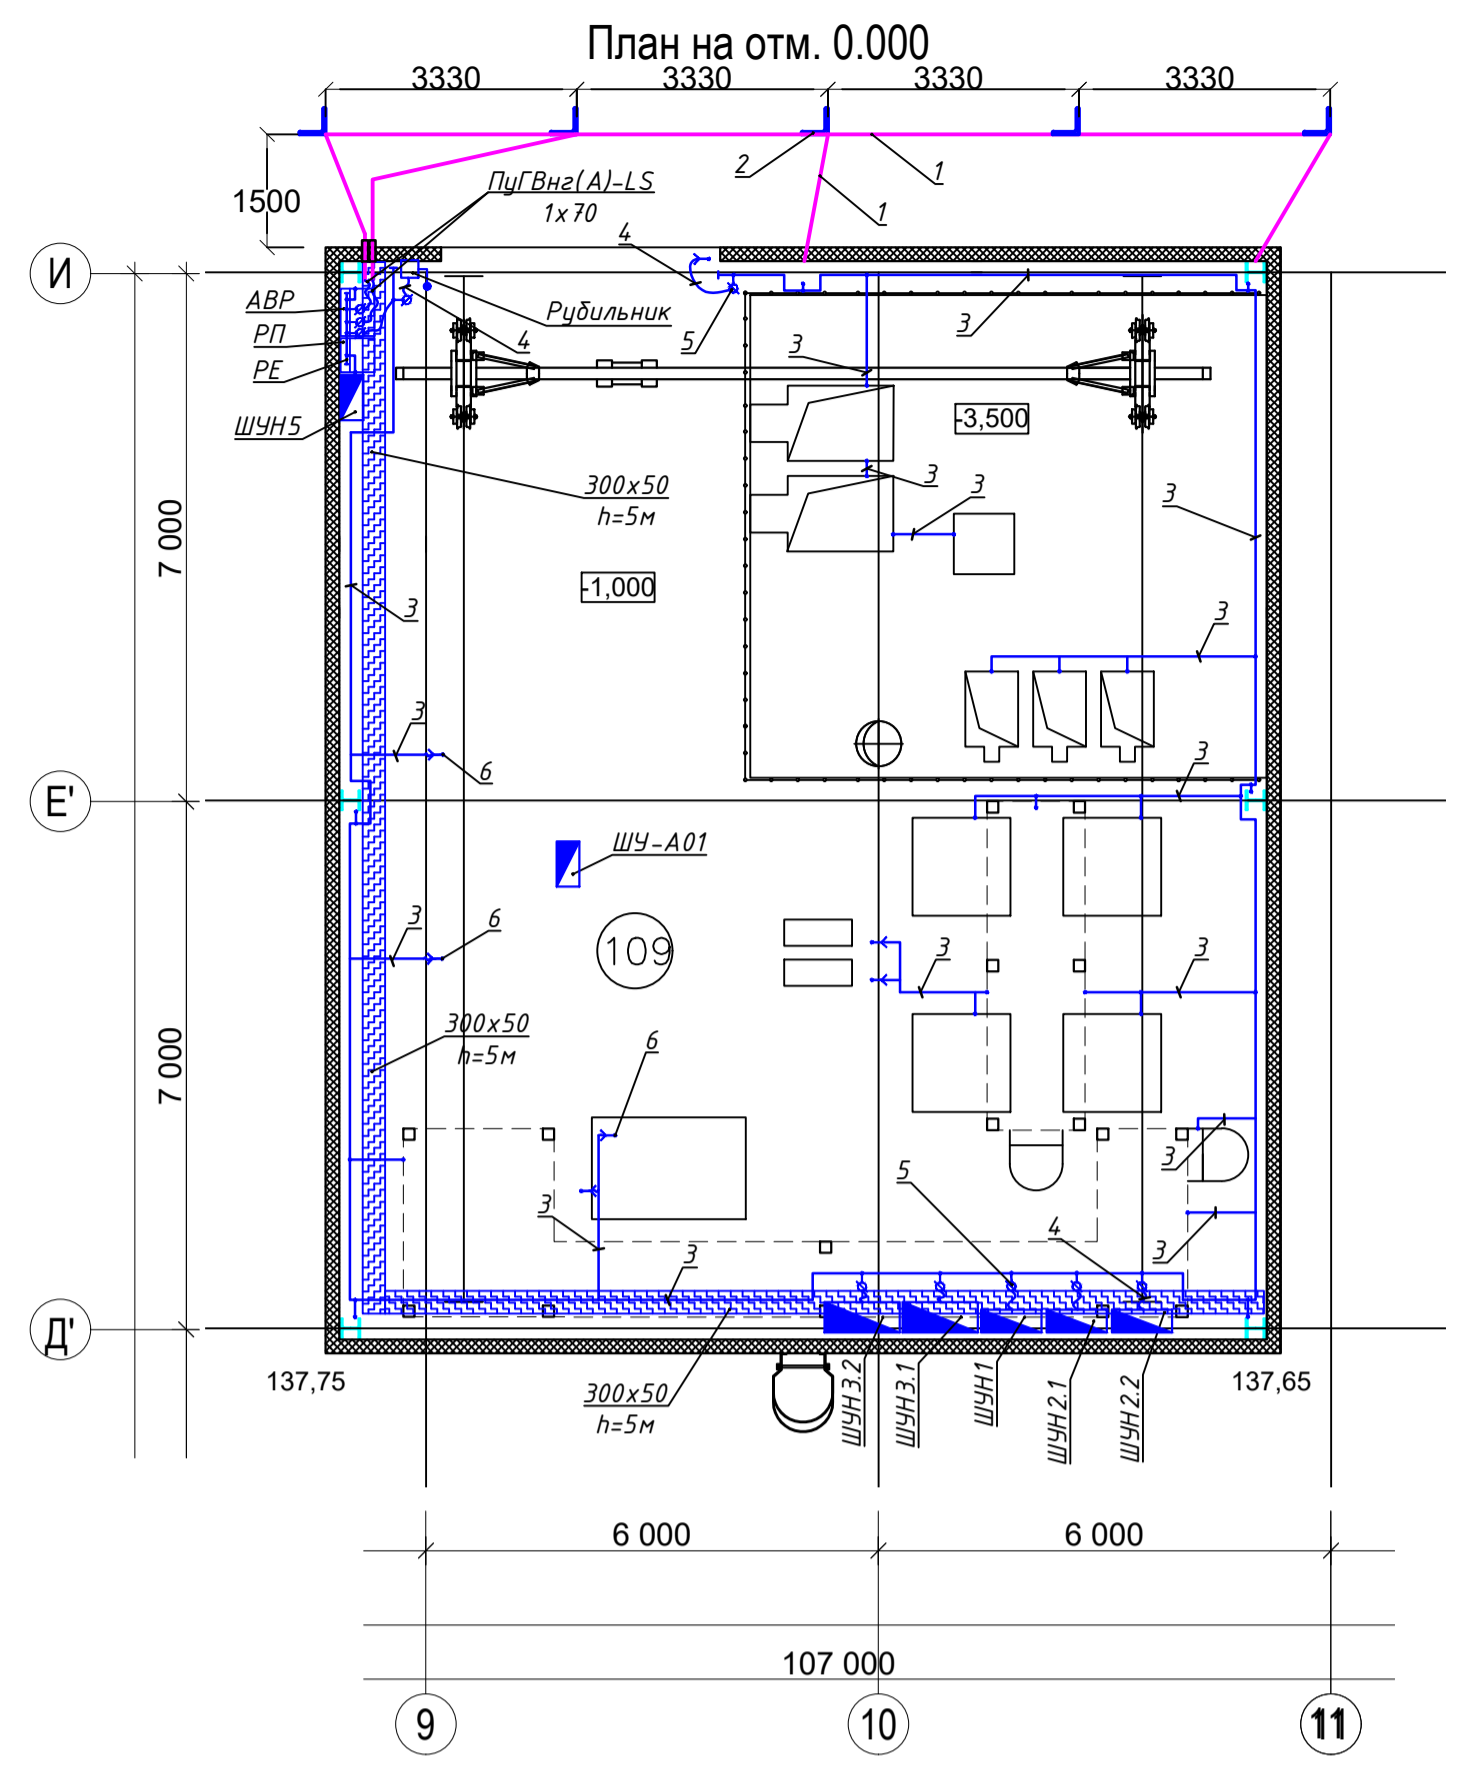 План на отм. 0.000
3330
3330
3330
3330
1500
2
1
1
ПуГВнг(А)-LS
1х70
4
И
АВР
РП
РЕ
ШУН5
Рубильник
4
5
3
3
-3,500
300х50
h=5м
3
3
3
7 000
-1,000
3
3
3
6
3
Е'
ШУ-А01
109
3
6
3
3
300х50
h=5м
6
7 000
3
5
4
3
3
3
Д'
137,75
300х50
h=5м
ШУН3.2
ШУН3.1
ШУН1
ШУН2.1
ШУН2.2
137,65
6 000
6 000
107 000
9
10
11